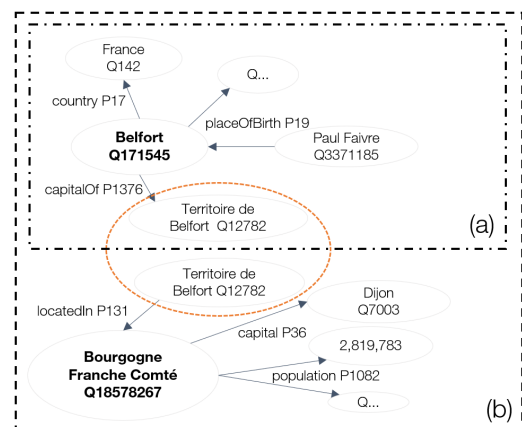 France
Q142
Q...
country P17
placeOfBirth P19
Belfort
Q171545
Paul Faivre
Q3371185
capitalOf P1376
Territoire de
Belfort Q12782
(a)
Territoire de
Belfort Q12782
locatedIn P131
Dijon
Q7003
capital P36
Bourgogne
Franche Comté
Q18578267
2,819,783
population P1082
Q...
(b)